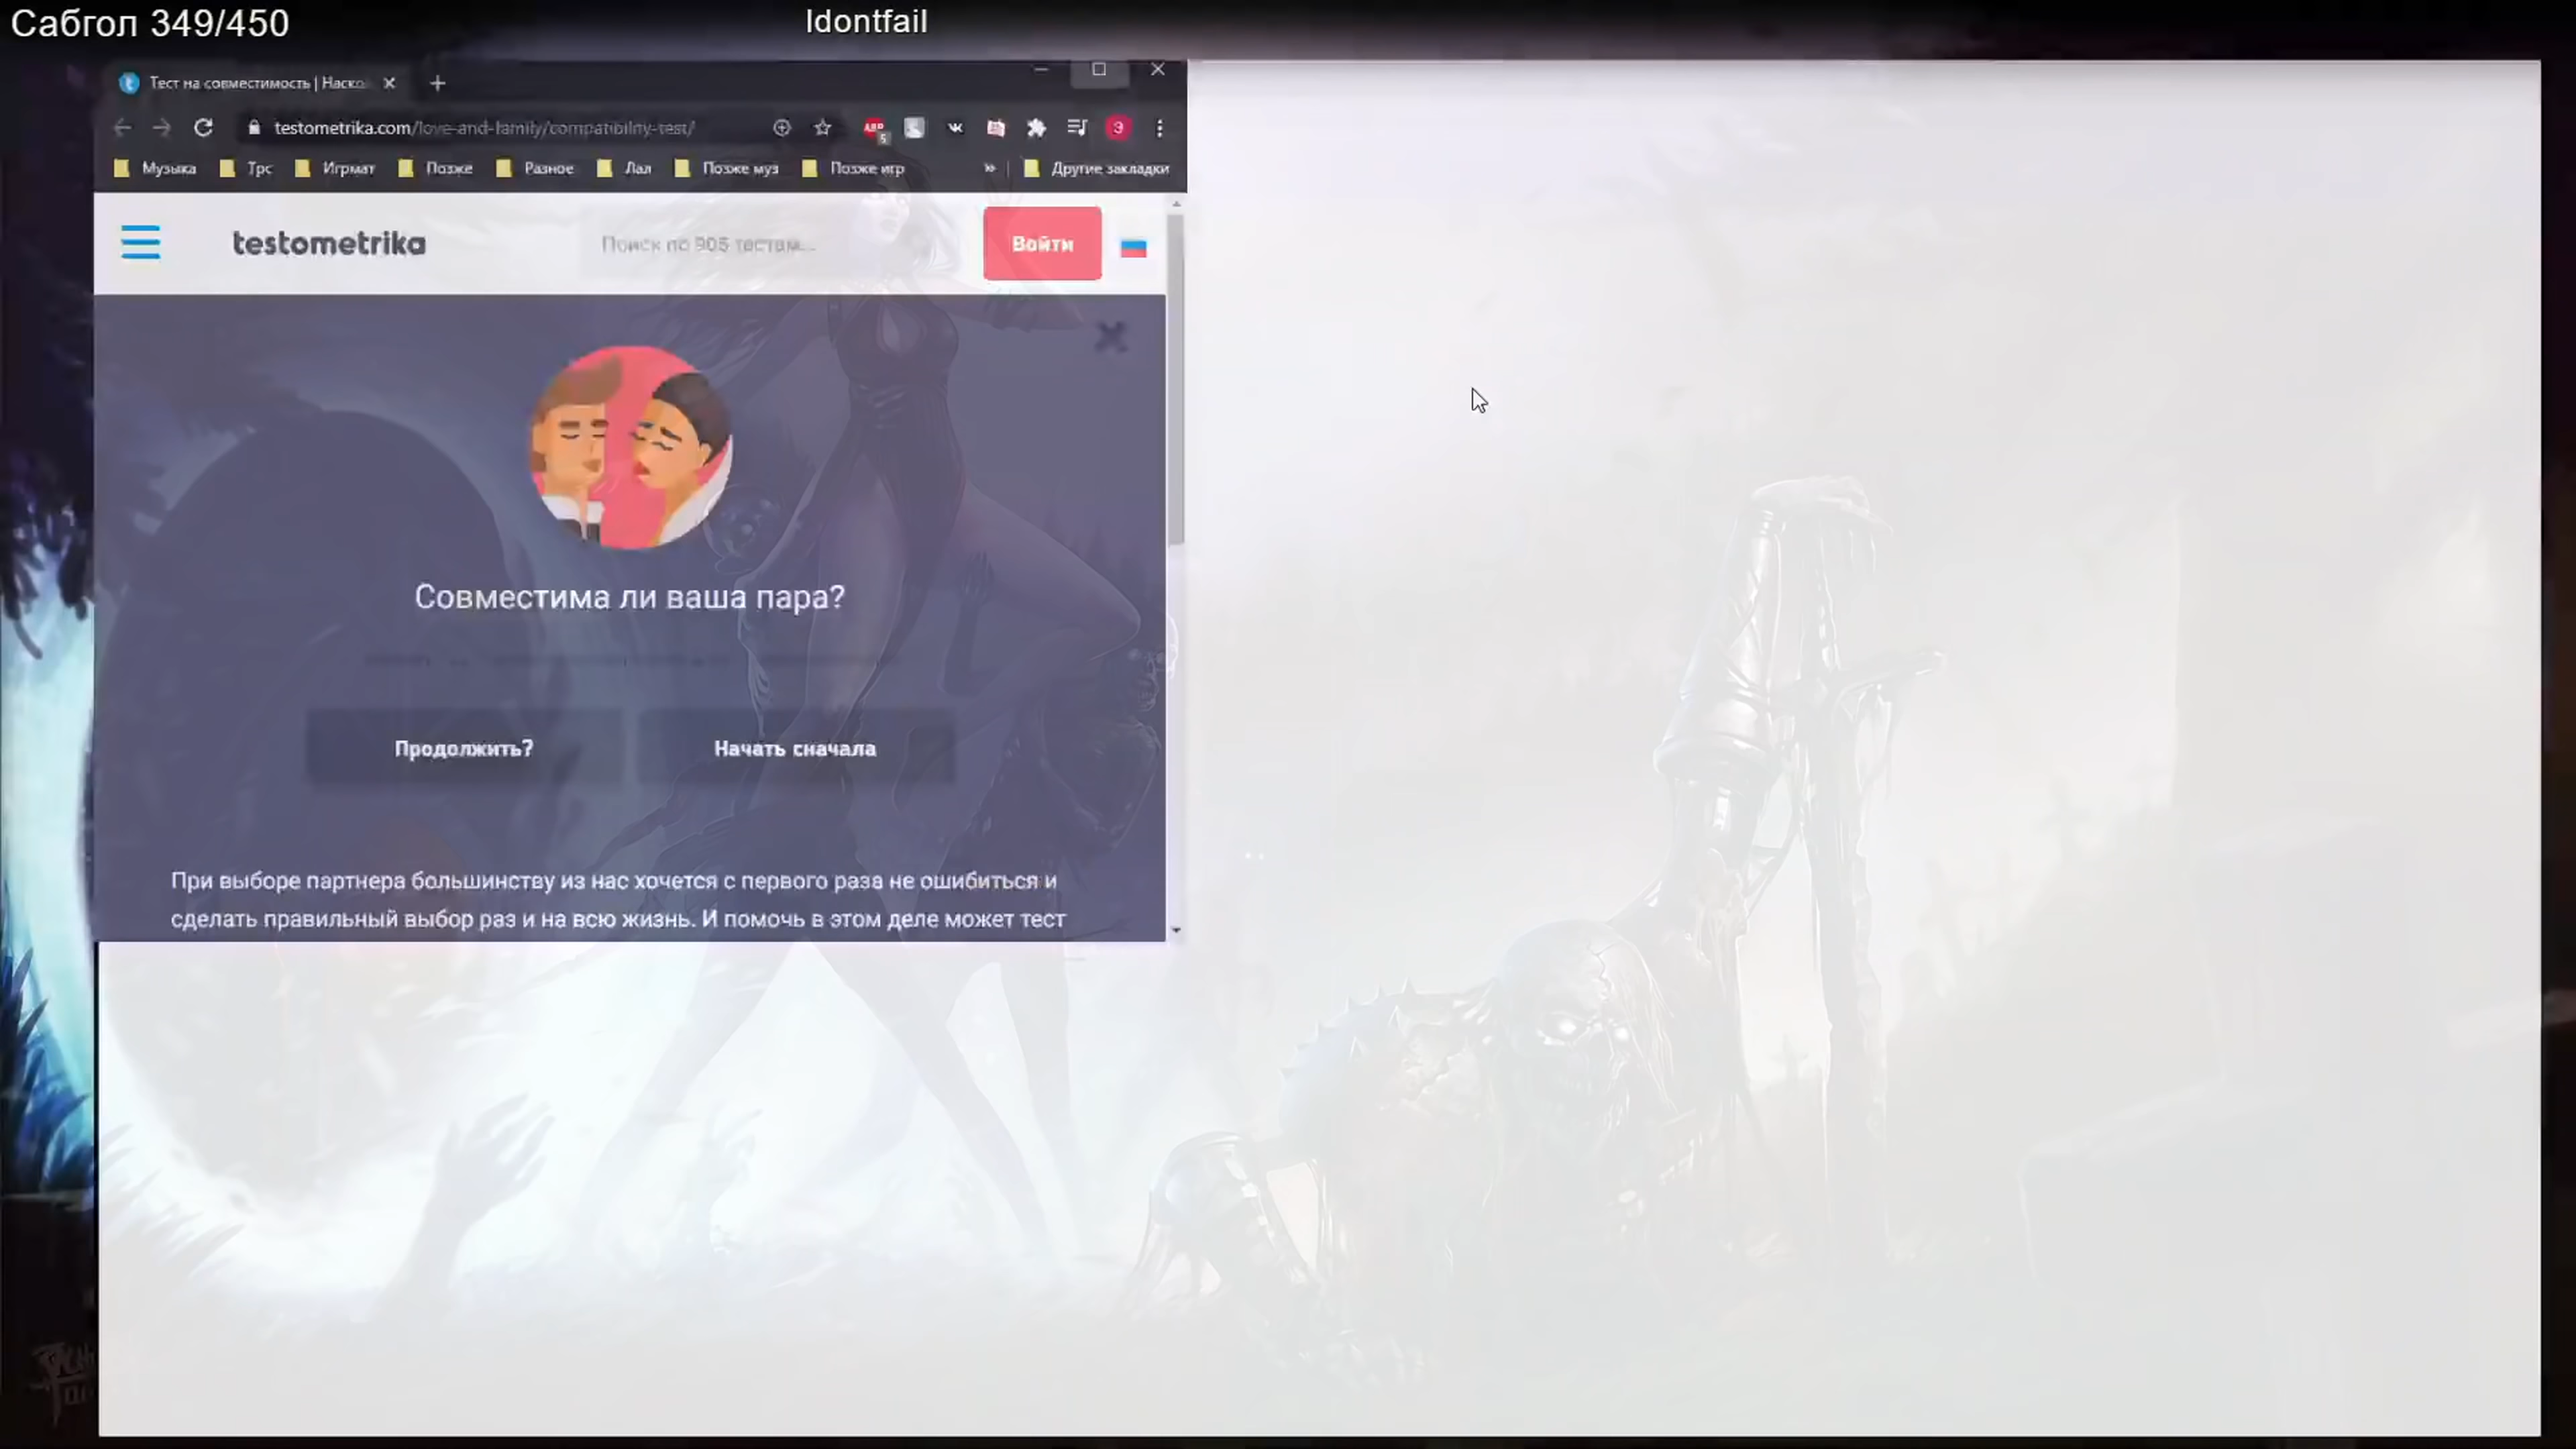 Сабгол 349/450
Idontfail
Тест на совместимость | Наско
testometrika.com/love-and-family/compatibility-test/
ABP
5
Э
Музыка
Трс
Игрмат
Позже
Разное
Лал
Позже муз
Позже игр
»
Другие закладки
testometrika
Поиск по 905 тестам...
Войти
Совместима ли ваша пара?
Продолжить?
Начать сначала
При выборе партнера большинству из нас хочется с первого раза не ошибиться и
сделать правильный выбор раз и на всю жизнь. И помочь в этом деле может тест